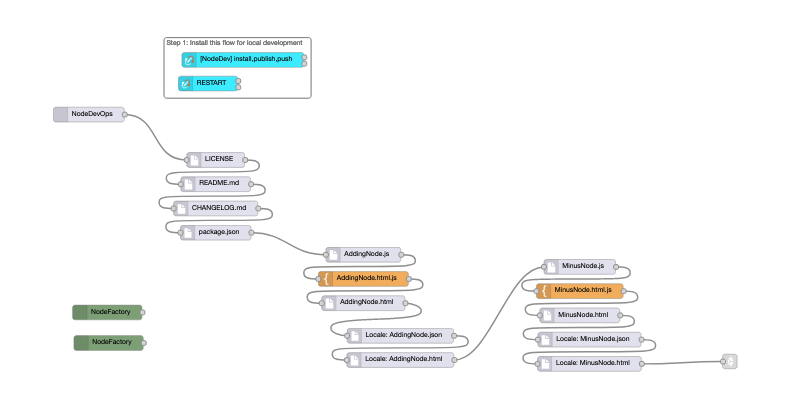 Step 1: Install this flow for local development
[NodeDev] install,publish,push
RESTART
NodeDevOps
LICENSE
README.md
CHANGELOG.md
package.json
AddingNode.js
AddingNode.html.js
AddingNode.html
Locale: AddingNode.json
Locale: AddingNode.html
MinusNode.js
MinusNode.html.js
MinusNode.html
Locale: MinusNode.json
Locale: MinusNode.html
NodeFactory
NodeFactory